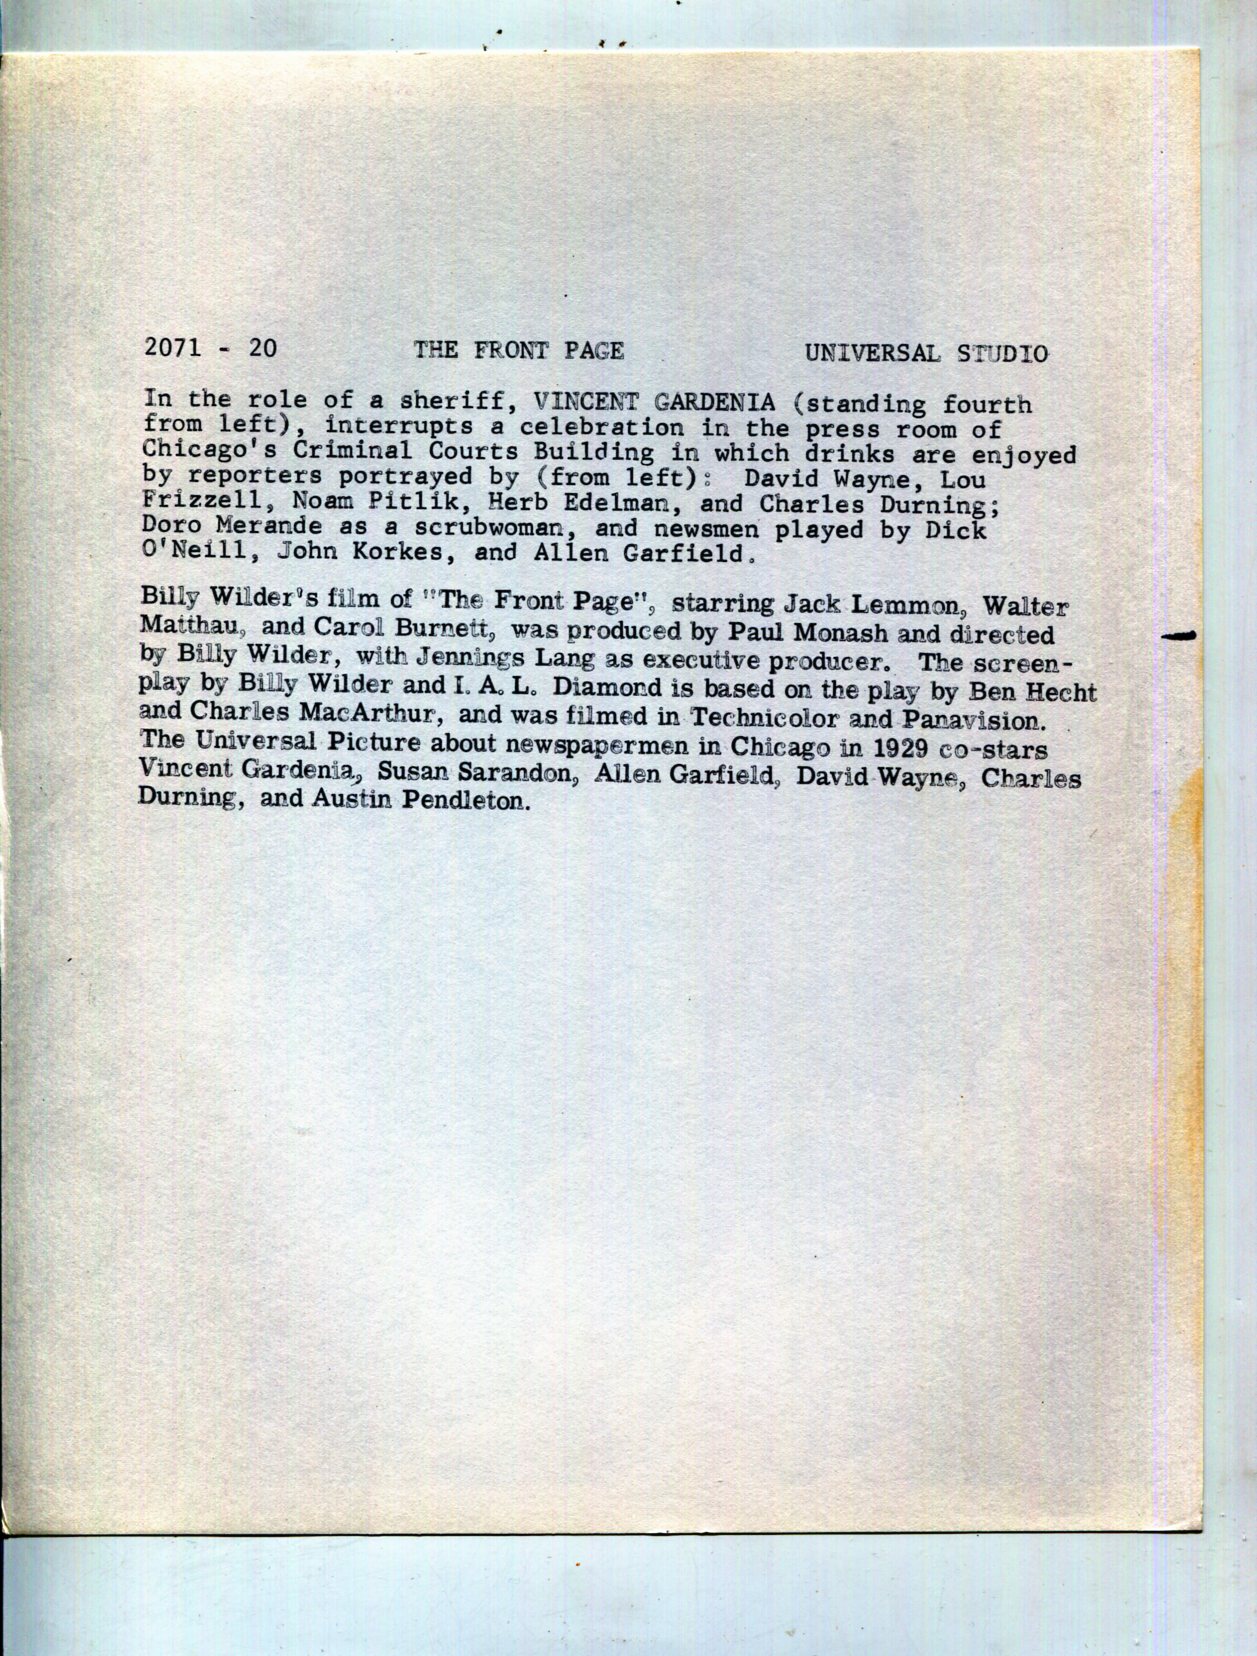 2071 - 20 THE FRONT PAGE UNIVERSAL STUDIO
In the role of a sheriff, VINCENT GARDENIA (standing fourth
from left), interrupts a celebration in the press room of
Chicago's Criminal Courts Building in which drinks are enjoyed
by reporters portrayed by (from left): David Wayne, Lou
Frizzell, Noam Pitlik, Herb Edelman, and Charles Durning;
Doro Merande as a scrubwoman, and newsmen played by Dick
O'Neill, John Korkes, and Allen Garfield.
Billy Wilder's film of "The Front Page", starring Jack Lemmon, Walter
Matthau, and Carol Burnett, was produced by Paul Monash and directed
by Billy Wilder, with Jennings Lang as executive producer. The screen-
play by Billy Wilder and I. A. L. Diamond is based on the play by Ben Hecht
and Charles MacArthur, and was filmed in Technicolor and Panavision.
The Universal Picture about newspapermen in Chicago in 1929 co-stars
Vincent Gardenia, Susan Sarandon, Allen Garfield, David Wayne, Charles
Durning, and Austin Pendleton.